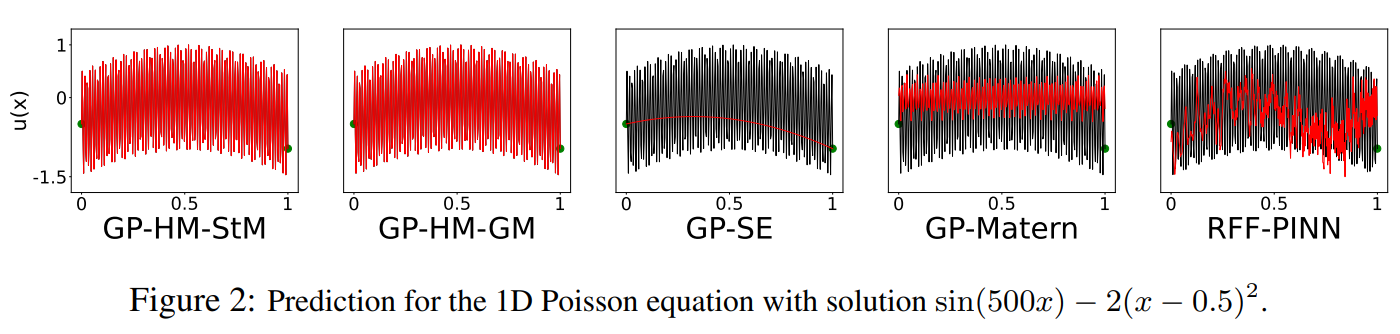 u(x)
1
0
-1.5
0 0.5 1
0 0.5 1
0 0.5 1
0 0.5 1
0 0.5 1
GP-HM-StM
GP-HM-GM
GP-SE
GP-Matern
RFF-PINN
Figure 2: Prediction for the 1D Poisson equation with solution sin(500x) − 2(x − 0.5)².